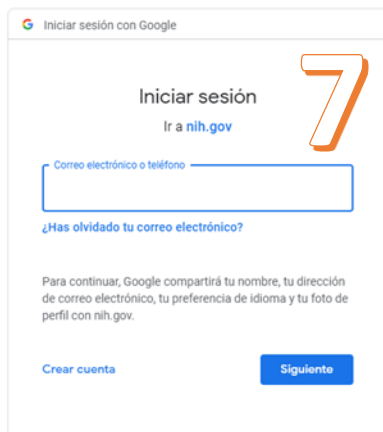 Iniciar sesión con Google
7
Iniciar sesión
Ir a nih.gov
Correo electrónico o teléfono
¿Has olvidado tu correo electrónico?
Para continuar, Google compartirá tu nombre, tu dirección
de correo electrónico, tu preferencia de idioma y tu foto de
perfil con nih.gov.
Crear cuenta
Siguiente